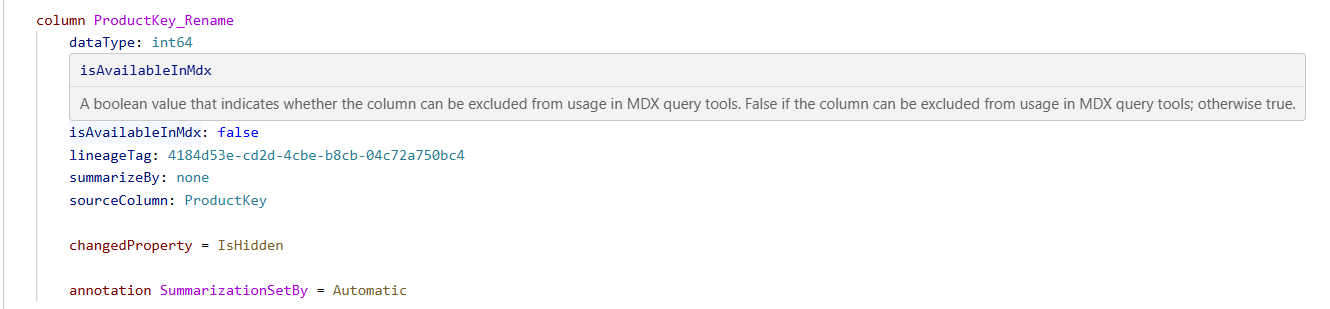 column ProductKey_Rename
dataType: int64
isAvailableInMdx
A boolean value that indicates whether the column can be excluded from usage in MDX query tools. False if the column can be excluded from usage in MDX query tools; otherwise true.
isAvailableInMdx: false
lineageTag: 4184d53e-cd2d-4cbe-b8cb-04c72a750bc4
summarizeBy: none
sourceColumn: ProductKey
changedProperty = IsHidden
annotation SummarizationSetBy = Automatic